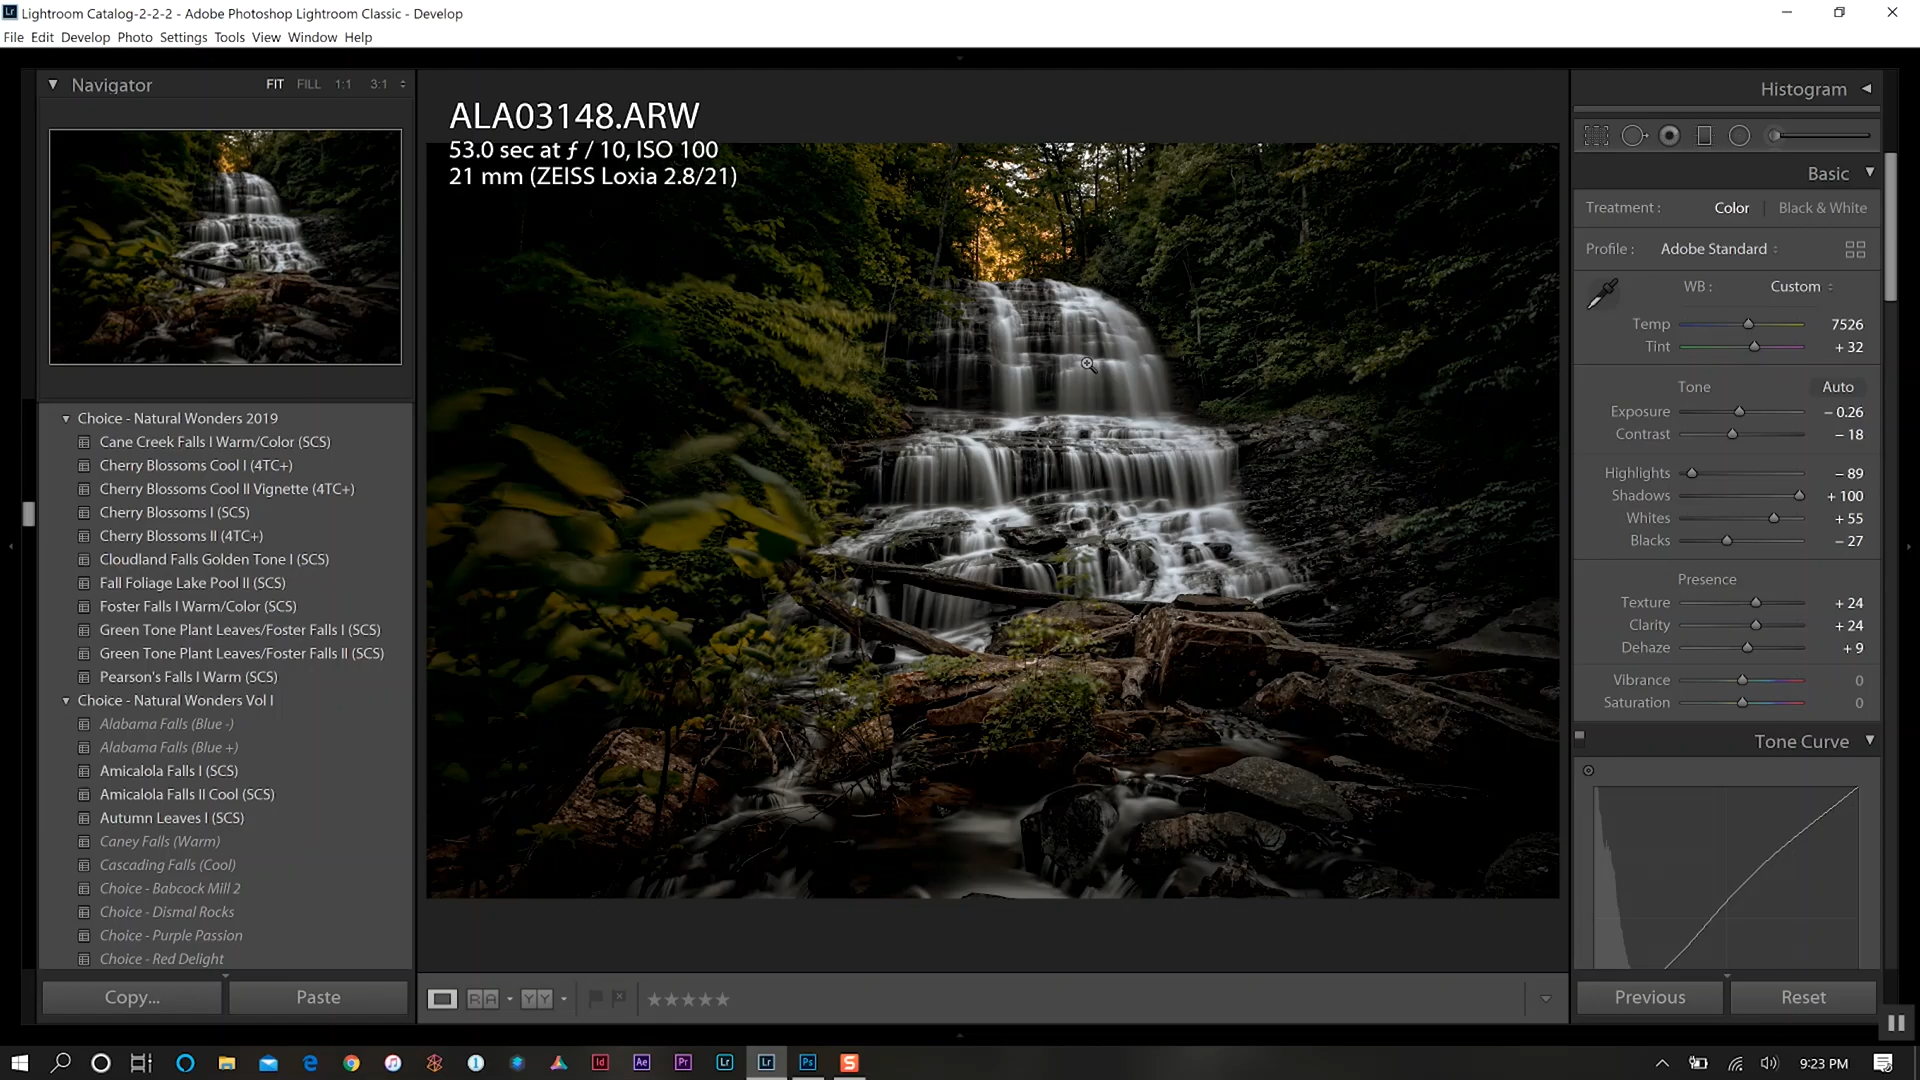 Lr Lightroom Catalog-2-2-2 - Adobe Photoshop Lightroom Classic - Develop
File Edit Develop Photo Settings Tools View Window Help
Navigator FIT FILL 1:1 3:1
Choice - Natural Wonders 2019
Cane Creek Falls I Warm/Color (SCS)
Cherry Blossoms Cool I (4TC+)
Cherry Blossoms Cool II Vignette (4TC+)
Cherry Blossoms I (SCS)
Cherry Blossoms II (4TC+)
Cloudland Falls Golden Tone I (SCS)
Fall Foliage Lake Pool II (SCS)
Foster Falls I Warm/Color (SCS)
Green Tone Plant Leaves/Foster Falls I (SCS)
Green Tone Plant Leaves/Foster Falls II (SCS)
Pearson's Falls I Warm (SCS)
Choice - Natural Wonders Vol I
Alabama Falls (Blue -)
Alabama Falls (Blue +)
Amicalola Falls I (SCS)
Amicalola Falls II Cool (SCS)
Autumn Leaves I (SCS)
Caney Falls (Warm)
Cascading Falls (Cool)
Choice - Babcock Mill 2
Choice - Dismal Rocks
Choice - Purple Passion
Choice - Red Delight
Copy... Paste
ALA03148.ARW
53.0 sec at ƒ / 10, ISO 100
21 mm (ZEISS Loxia 2.8/21)
R A Y Y
Histogram
Basic
Treatment : Color Black & White
Profile : Adobe Standard
WB : Custom
Temp 7526
Tint + 32
Tone Auto
Exposure – 0.26
Contrast – 18
Highlights – 89
Shadows + 100
Whites + 55
Blacks – 27
Presence
Texture + 24
Clarity + 24
Dehaze + 9
Vibrance 0
Saturation 0
Tone Curve
Previous Reset
Id Ae Pr Lr Lr Ps S
9:23 PM